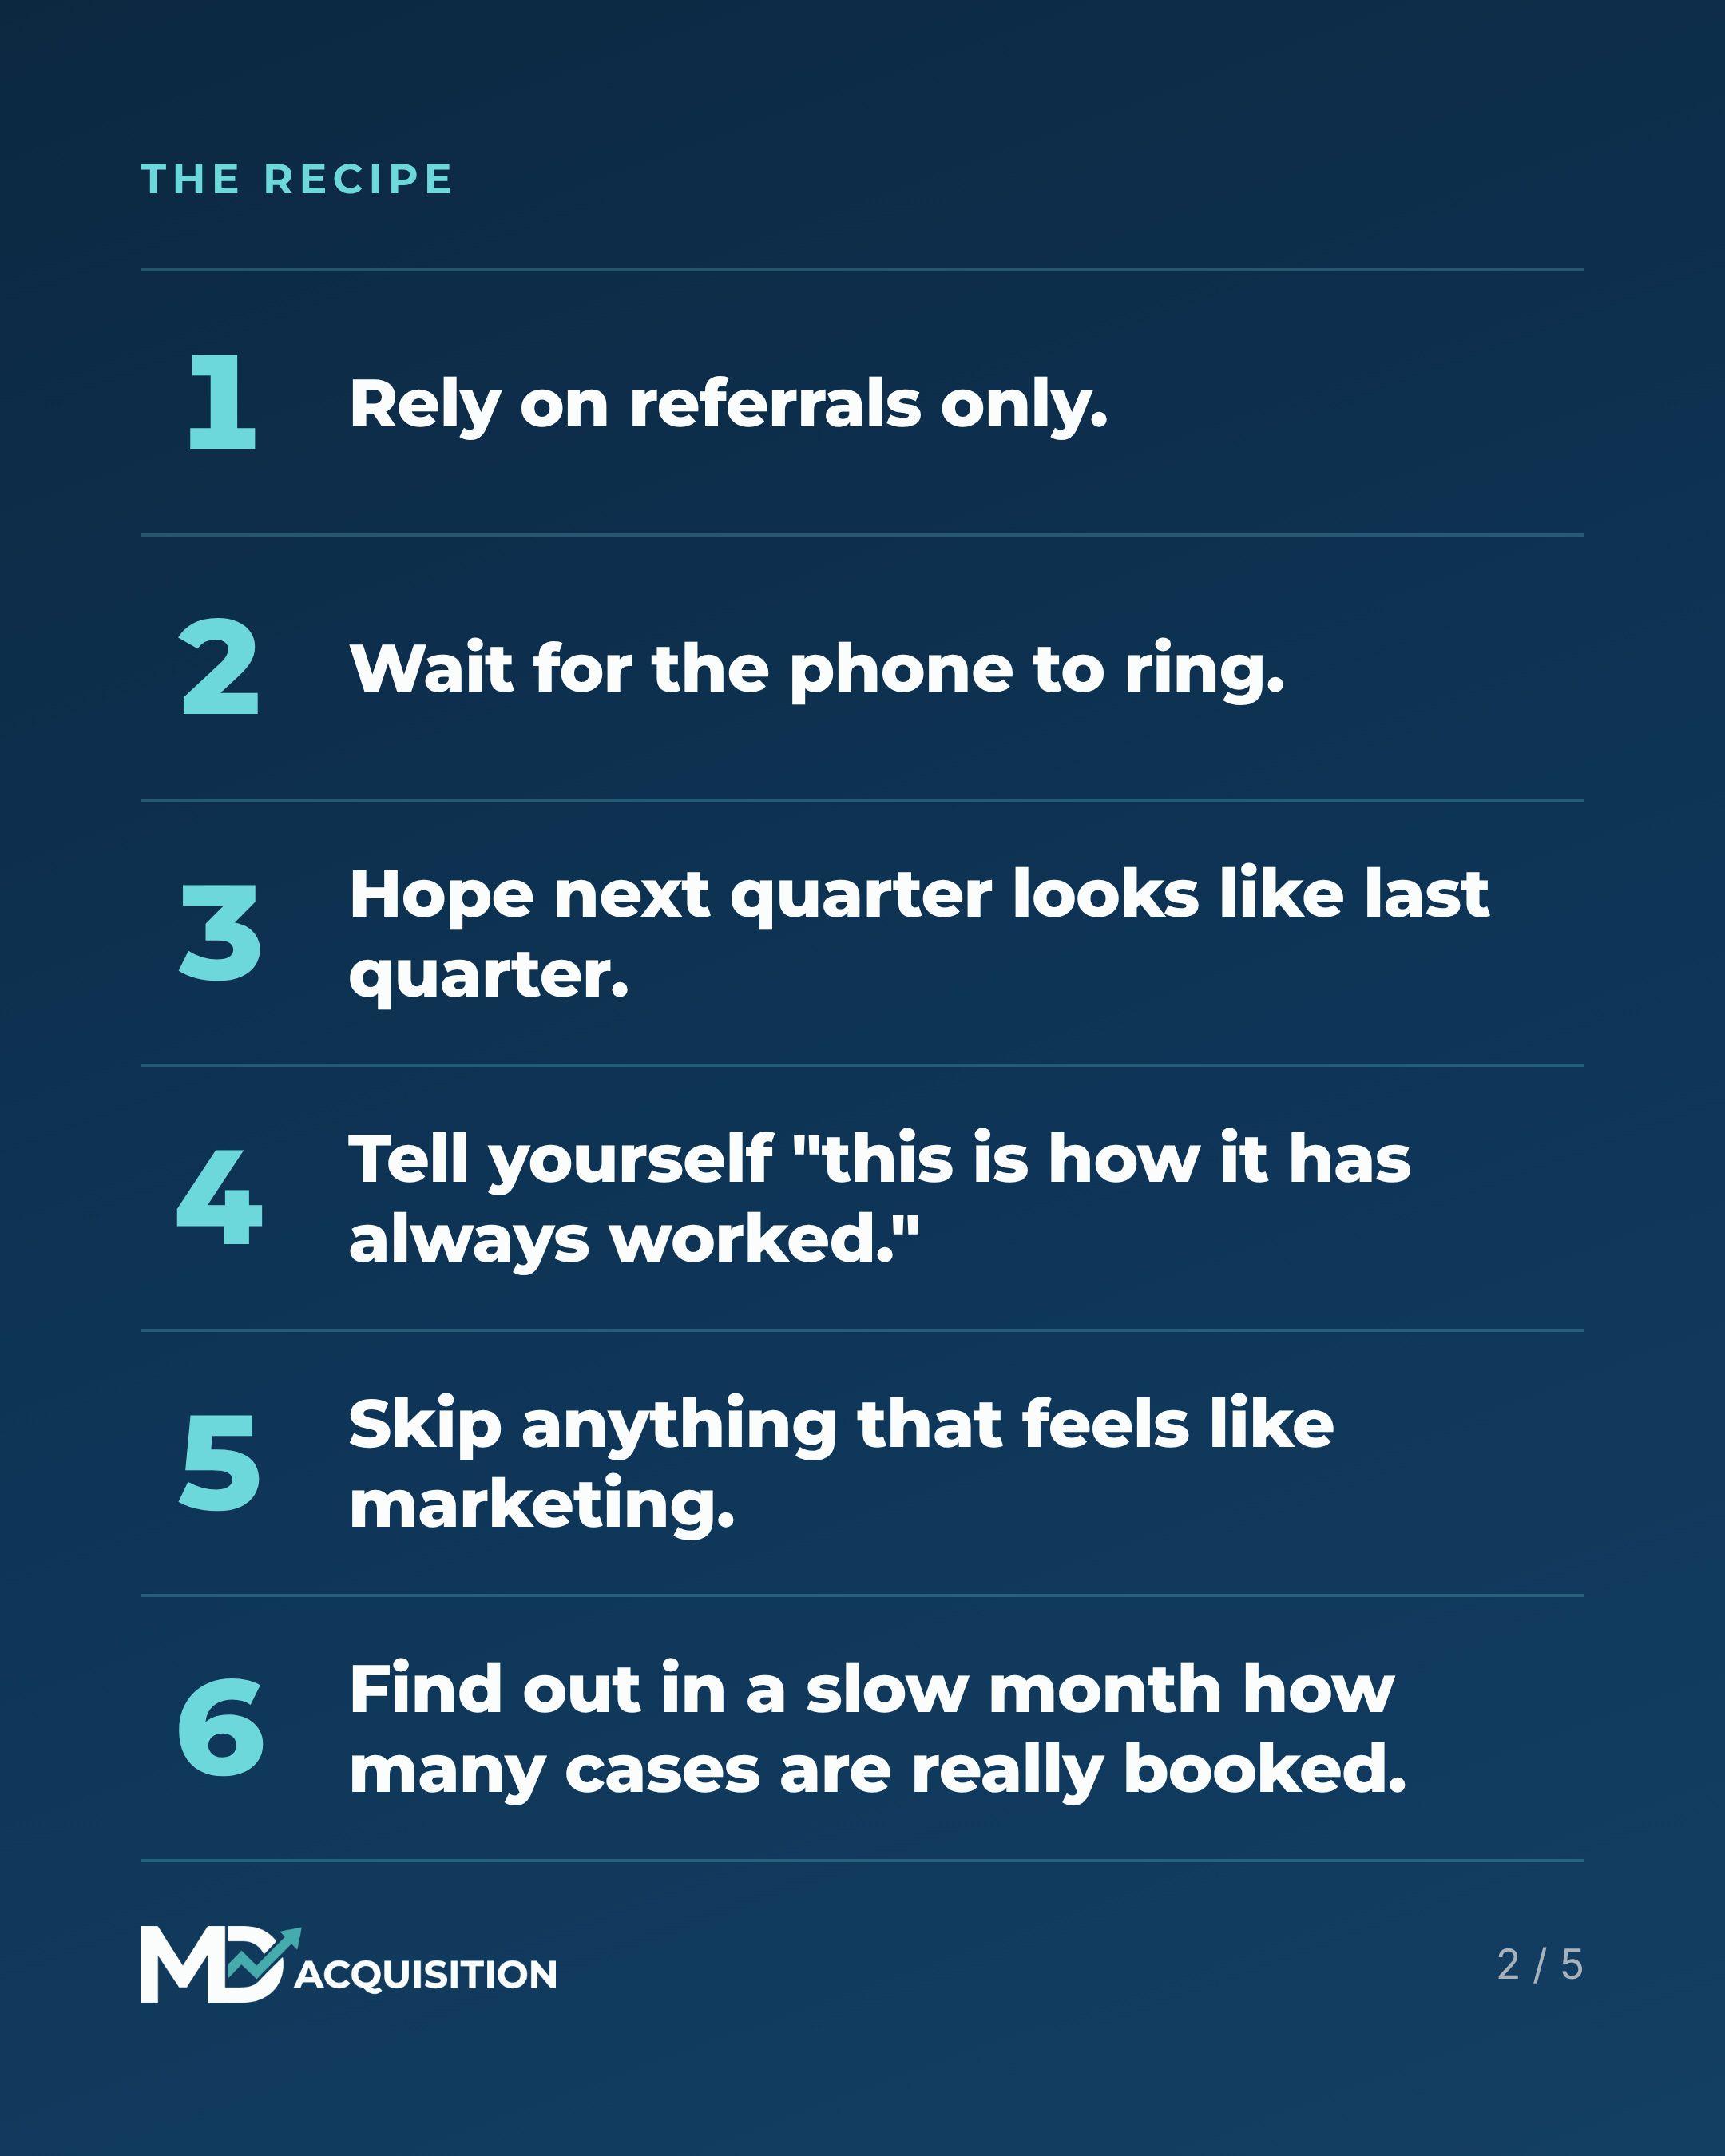 THE RECIPE
1 Rely on referrals only.
2 Wait for the phone to ring.
3 Hope next quarter looks like last
quarter.
4 Tell yourself "this is how it has
always worked."
5 Skip anything that feels like
marketing.
6 Find out in a slow month how
many cases are really booked.
MD ACQUISITION
2 / 5